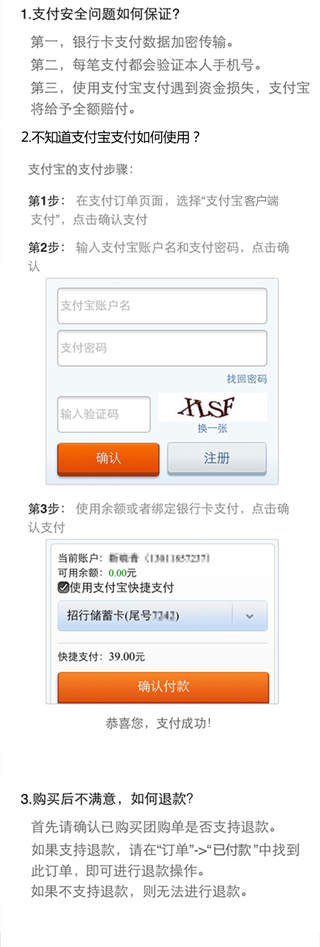 1.支付安全问题如何保证?
第一，银行卡支付数据加密传输。
第二，每笔支付都会验证本人手机号。
第三，使用支付宝支付遇到资金损失，支付宝
将给予全额赔付。
2.不知道支付宝支付如何使用？
支付宝的支付步骤：
第1步： 在支付订单页面，选择“支付宝客户端
支付”，点击确认支付
第2步： 输入支付宝账户名和支付密码，点击确
认
支付宝账户名
支付密码
找回密码
输入验证码
XLSF
换一张
确认 注册
第3步： 使用余额或者绑定银行卡支付，点击确
认支付
当前账户：
可用余额：0.00元
使用支付宝快捷支付
招行储蓄卡(尾号)
快捷支付：39.00元
确认付款
恭喜您，支付成功!
3.购买后不满意，如何退款?
首先请确认已购买团购单是否支持退款。
如果支持退款，请在“订单”->“已付款”中找到
此订单，即可进行退款操作。
如果不支持退款，则无法进行退款。